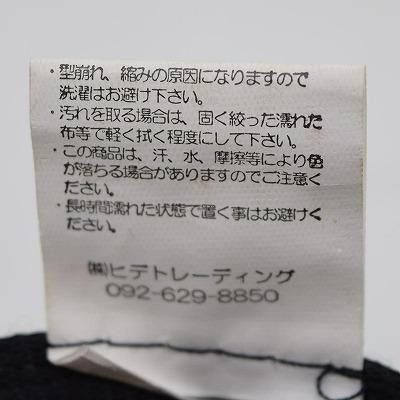 ・型崩れ、縮みの原因になりますので
洗濯はお避け下さい。
・汚れを取る場合は、固く絞った濡れた
布等で軽く拭く程度にして下さい。
・この商品は、汗、水、摩擦等により色
が落ちる場合がありますのでご注意く
ださい。
・長時間濡れた状態で置く事はお避けく
ださい。
㈱ヒデトレーディング
092-629-8850